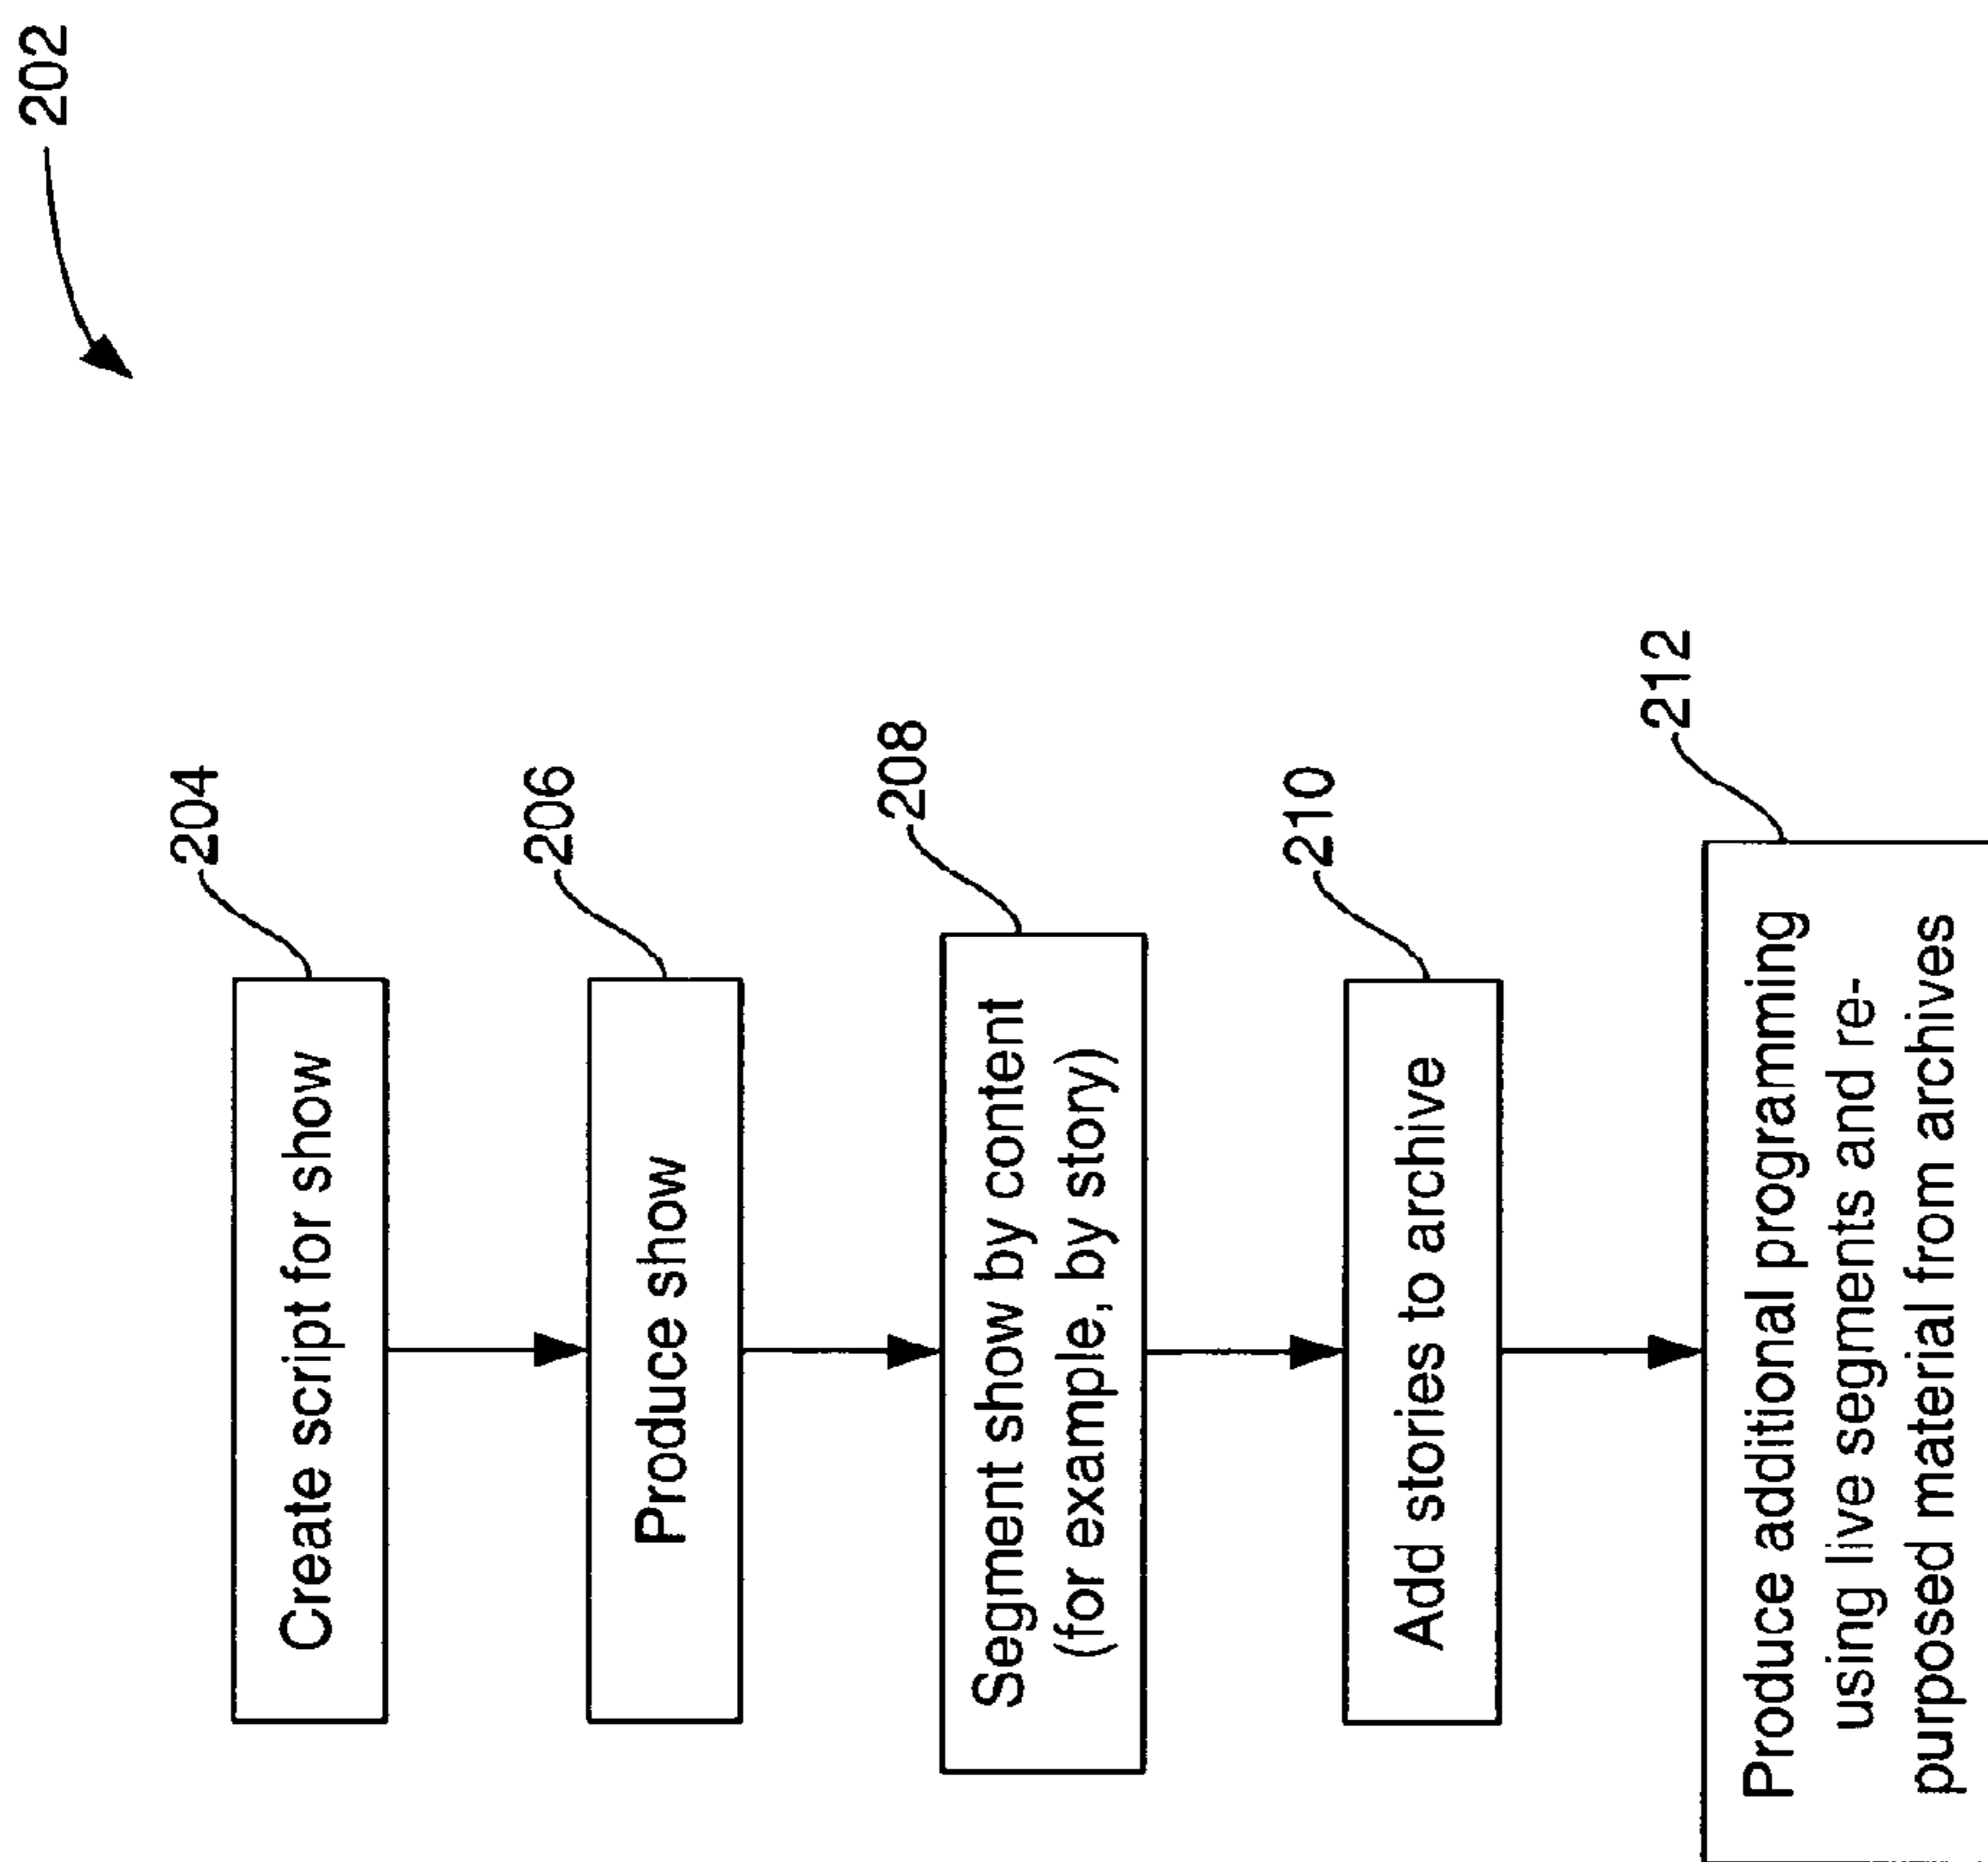 202
204
Create script for show
206
Produce show
208
Segment show by content
(for example, by story)
210
Add stories to archive
212
Produce additional programming
using live segments and re-
purposed material from archives